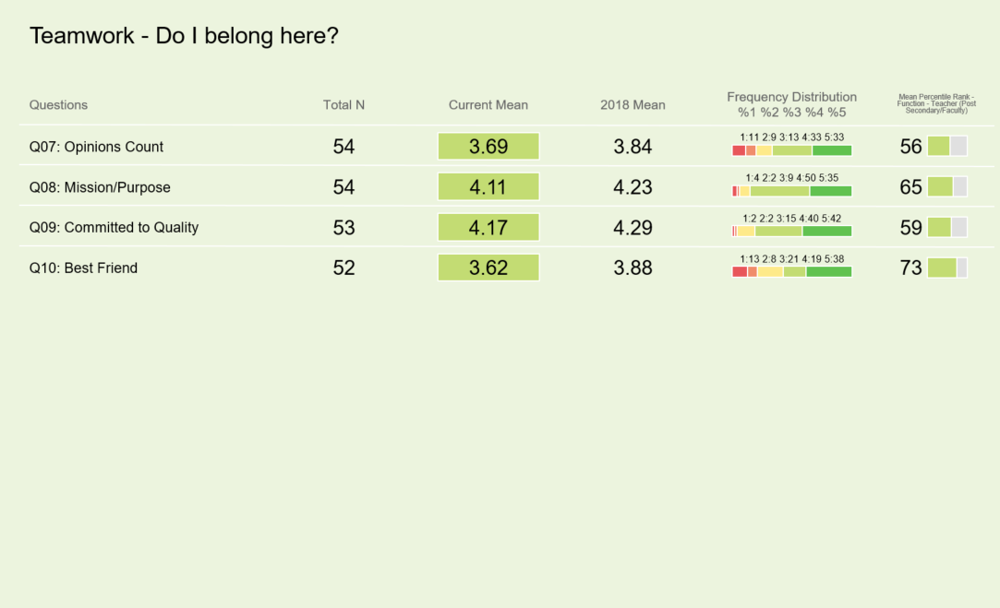 Teamwork - Do I belong here?
Questions Total N Current Mean 2018 Mean Frequency Distribution %1 %2 %3 %4 %5 Mean Percentile Rank - Function - Teacher (Post Secondary/Faculty)
Q07: Opinions Count 54 3.69 3.84 1:11 2:9 3:13 4:33 5:33 56
Q08: Mission/Purpose 54 4.11 4.23 1:4 2:2 3:9 4:50 5:35 65
Q09: Committed to Quality 53 4.17 4.29 1:2 2:2 3:15 4:40 5:42 59
Q10: Best Friend 52 3.62 3.88 1:13 2:8 3:21 4:19 5:38 73